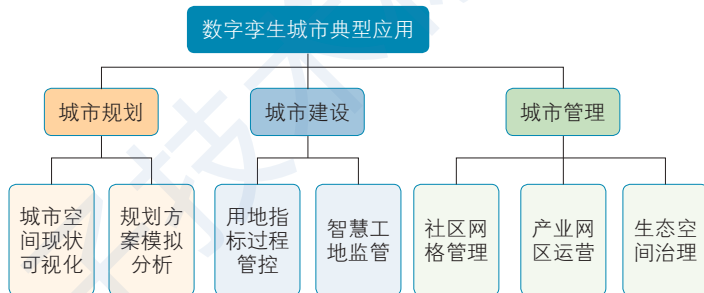 数字孪生城市典型应用
城市规划
城市建设
城市管理
城市空
间现状
可视化
规划方
案模拟
分析
用地指
标过程
管控
智慧工
地监管
社区网
格管理
产业网
区运营
生态空
间治理